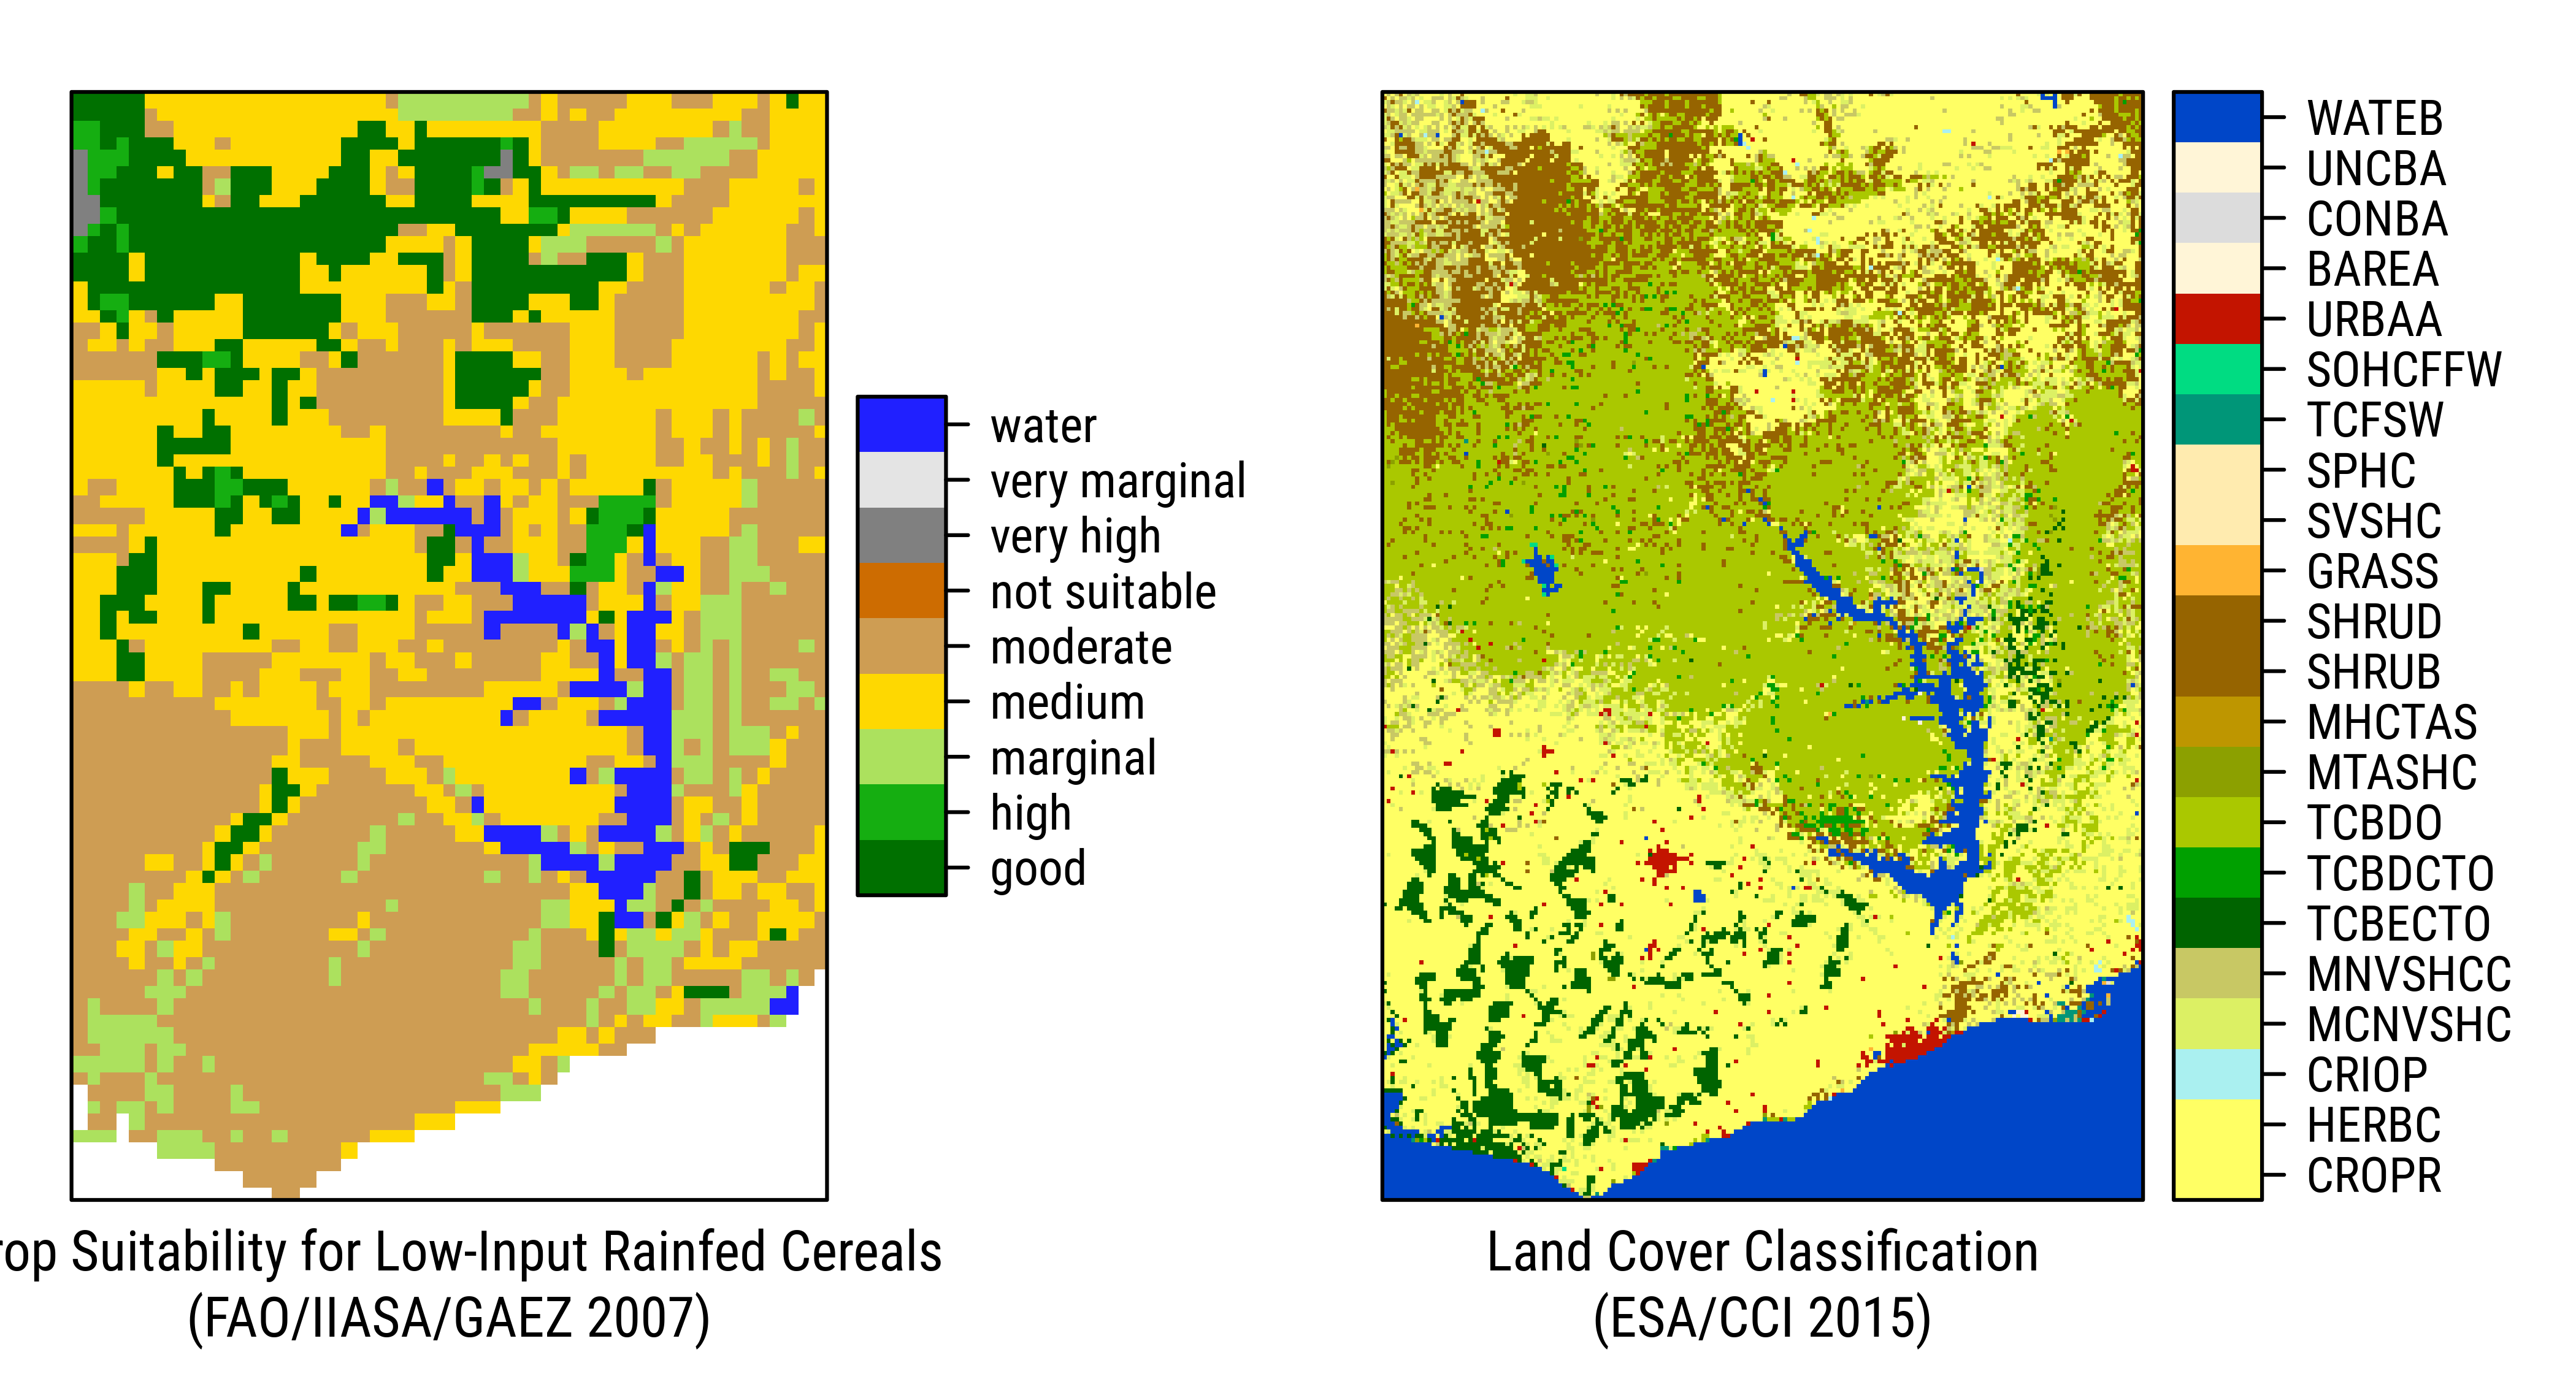 water
very marginal
very high
not suitable
moderate
medium
marginal
high
good
rop Suitability for Low-Input Rainfed Cereals
(FAO/IIASA/GAEZ 2007)
WATEB
UNCBA
CONBA
BAREA
URBAA
SOHCFFW
TCFSW
SPHC
SVSHC
GRASS
SHRUD
SHRUB
MHCTAS
MTASHC
TCBDO
TCBDCTO
TCBECTO
MNVSHCC
MCNVSHC
CRIOP
HERBC
CROPR
Land Cover Classification
(ESA/CCI 2015)